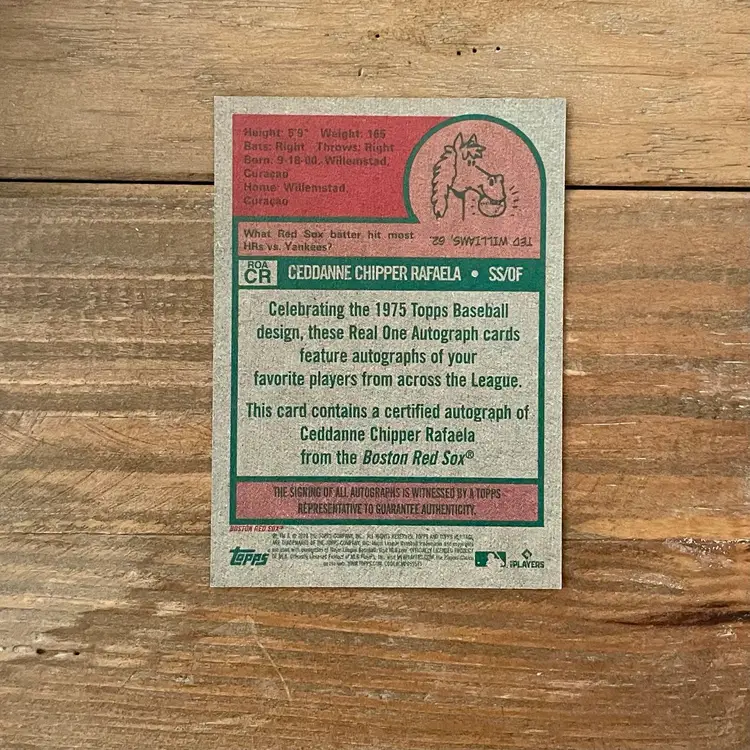 Height: 5'9" Weight: 165
Bats: Right Throws: Right
Born: 9-18-00, Willemstad,
Curaçao
Home: Willemstad,
Curaçao
What Red Sox batter hit most
HRs vs. Yankees?
TED WILLIAMS, 62
ROA
CR
CEDDANNE CHIPPER RAFAELA • SS/OF
Celebrating the 1975 Topps Baseball
design, these Real One Autograph cards
feature autographs of your
favorite players from across the League.
This card contains a certified autograph of
Ceddanne Chipper Rafaela
from the Boston Red Sox®
THE SIGNING OF ALL AUTOGRAPHS IS WITNESSED BY A TOPPS
REPRESENTATIVE TO GUARANTEE AUTHENTICITY.
BOSTON RED SOX®
topps
PLAYERS